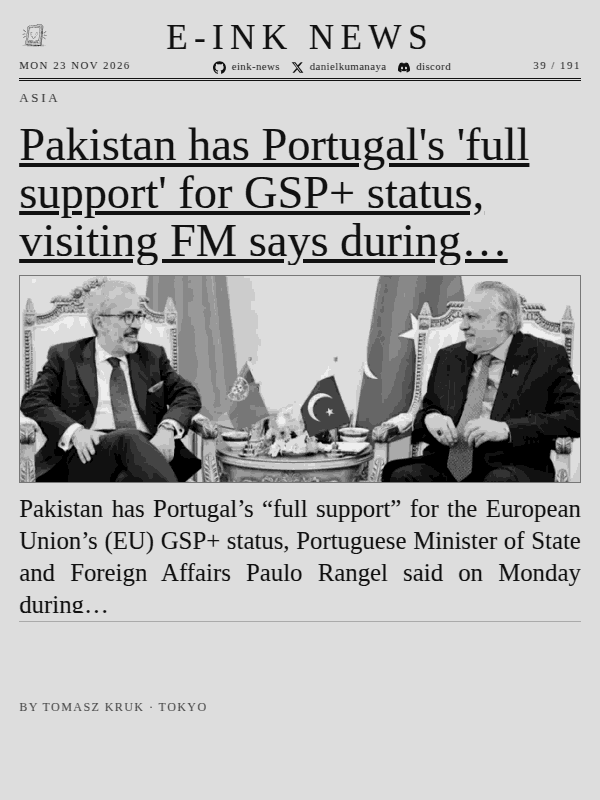 E-INK NEWS
MON 23 NOV 2026
eink-news
danielkumanaya
discord
39 / 191
ASIA
Pakistan has Portugal's 'full
support' for GSP+ status,
visiting FM says during…
Pakistan has Portugal’s “full support” for the European
Union’s (EU) GSP+ status, Portuguese Minister of State
and Foreign Affairs Paulo Rangel said on Monday
during…
BY TOMASZ KRUK · TOKYO